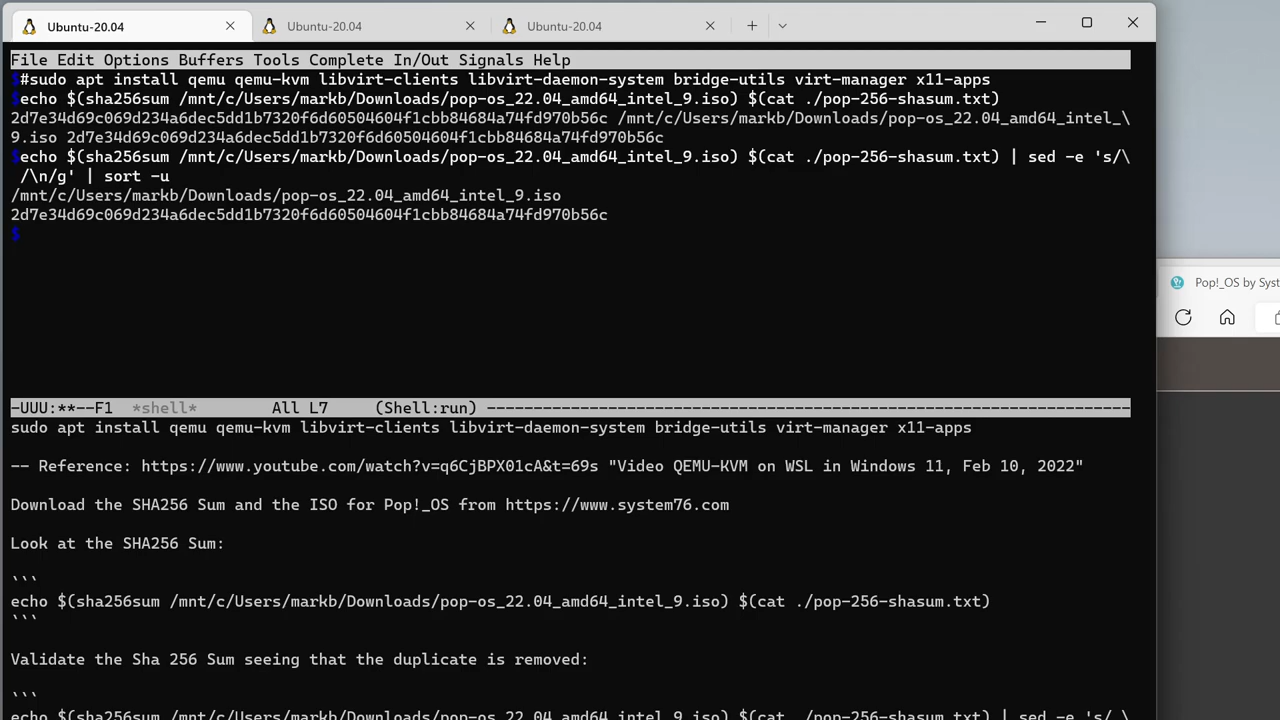 Ubuntu-20.04
Ubuntu-20.04
Ubuntu-20.04
File Edit Options Buffers Tools Complete In/Out Signals Help
$#sudo apt install qemu qemu-kvm libvirt-clients libvirt-daemon-system bridge-utils virt-manager x11-apps
$echo $(sha256sum /mnt/c/Users/markb/Downloads/pop-os_22.04_amd64_intel_9.iso) $(cat ./pop-256-shasum.txt)
2d7e34d69c069d234a6dec5dd1b7320f6d60504604f1cbb84684a74fd970b56c /mnt/c/Users/markb/Downloads/pop-os_22.04_amd64_intel_\
9.iso 2d7e34d69c069d234a6dec5dd1b7320f6d60504604f1cbb84684a74fd970b56c
$echo $(sha256sum /mnt/c/Users/markb/Downloads/pop-os_22.04_amd64_intel_9.iso) $(cat ./pop-256-shasum.txt) | sed -e 's/\
 /\n/g' | sort -u
/mnt/c/Users/markb/Downloads/pop-os_22.04_amd64_intel_9.iso
2d7e34d69c069d234a6dec5dd1b7320f6d60504604f1cbb84684a74fd970b56c
$
Pop!_OS by Syst
-UUU:**--F1  *shell*        All L7     (Shell:run) ---------------------------------------------------------------------
sudo apt install qemu qemu-kvm libvirt-clients libvirt-daemon-system bridge-utils virt-manager x11-apps
-- Reference: https://www.youtube.com/watch?v=q6CjBPX01cA&t=69s "Video QEMU-KVM on WSL in Windows 11, Feb 10, 2022"
Download the SHA256 Sum and the ISO for Pop!_OS from https://www.system76.com
Look at the SHA256 Sum:
```
echo $(sha256sum /mnt/c/Users/markb/Downloads/pop-os_22.04_amd64_intel_9.iso) $(cat ./pop-256-shasum.txt)
```
Validate the Sha 256 Sum seeing that the duplicate is removed:
```
echo $(sha256sum /mnt/c/Users/markb/Downloads/pop-os_22.04_amd64_intel_9.iso) $(cat ./pop-256-shasum.txt) | sed -e 's/ \